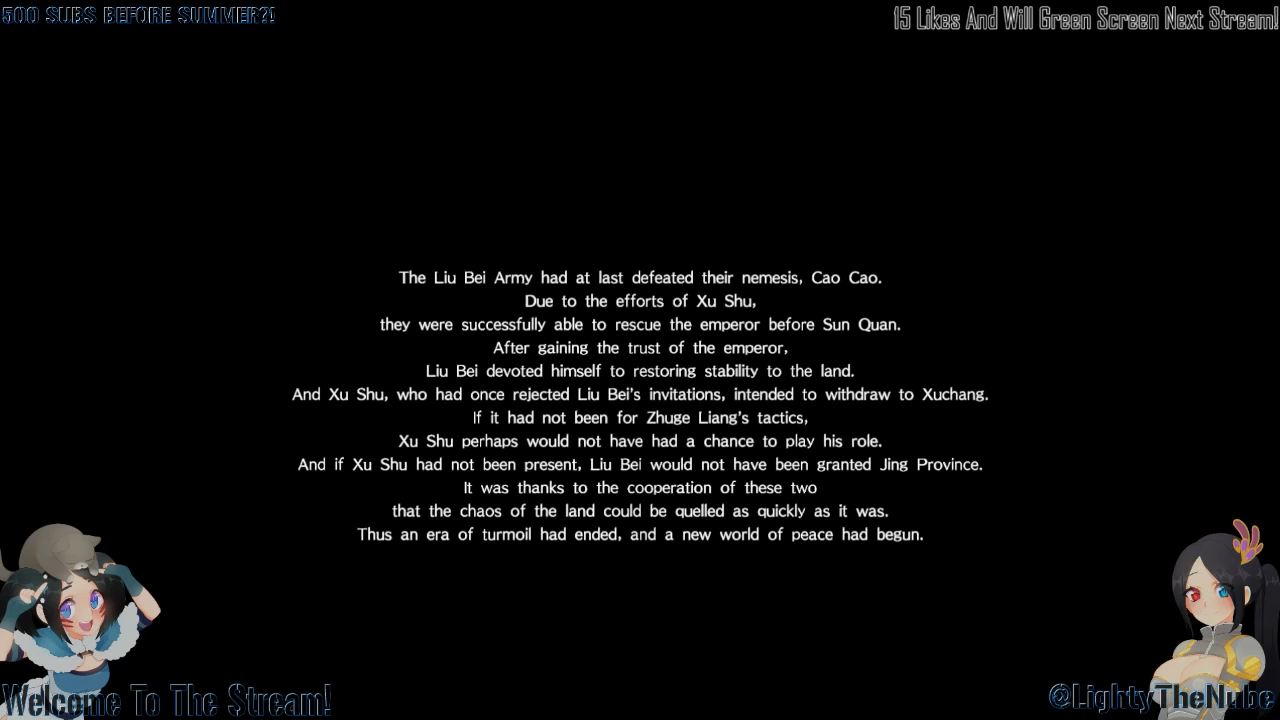 500 SUBS BEFORE SUMMER?!
15 Likes And Will Green Screen Next Stream!
The Liu Bei Army had at last defeated their nemesis, Cao Cao.
Due to the efforts of Xu Shu,
they were successfully able to rescue the emperor before Sun Quan.
After gaining the trust of the emperor,
Liu Bei devoted himself to restoring stability to the land.
And Xu Shu, who had once rejected Liu Bei's invitations, intended to withdraw to Xuchang.
If it had not been for Zhuge Liang's tactics,
Xu Shu perhaps would not have had a chance to play his role.
And if Xu Shu had not been present, Liu Bei would not have been granted Jing Province.
It was thanks to the cooperation of these two
that the chaos of the land could be quelled as quickly as it was.
Thus an era of turmoil had ended, and a new world of peace had begun.
Welcome To The Stream!
@LightyTheNube